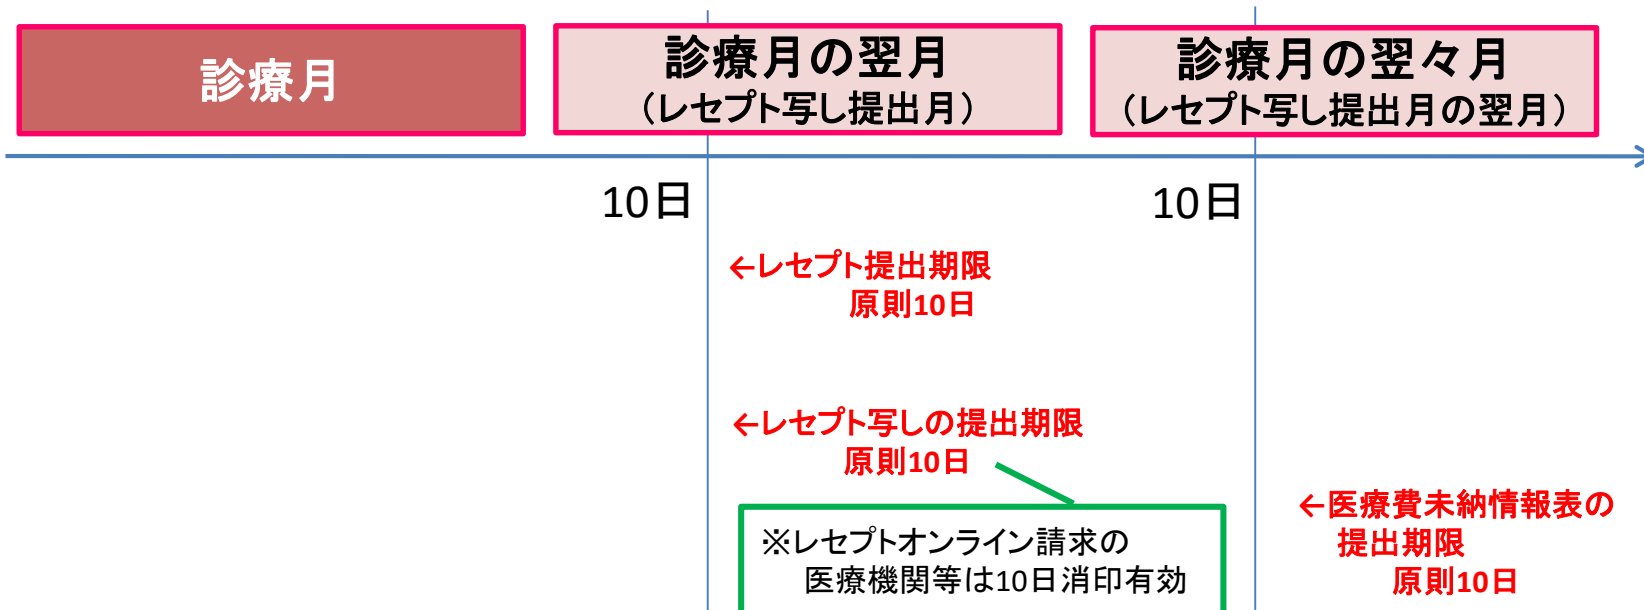 診療月
診療月の翌月
（レセプト写し提出月）
診療月の翌々月
（レセプト写し提出月の翌月）
10日
10日
←レセプト提出期限
原則10日
←レセプト写しの提出期限
原則10日
※レセプトオンライン請求の
医療機関等は10日消印有効
←医療費未納情報表の
提出期限
原則10日